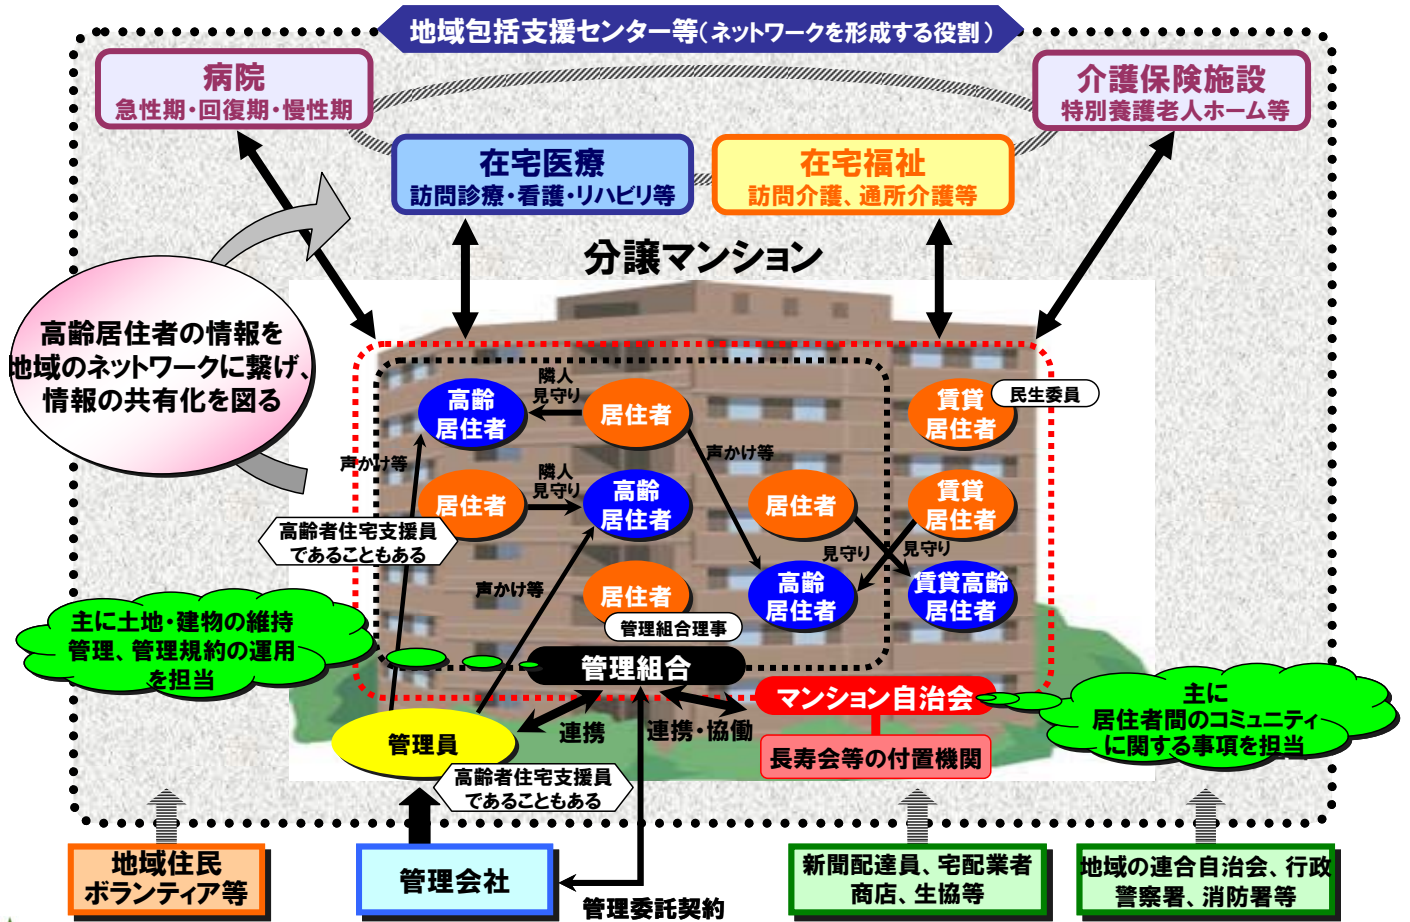 地域包括支援センター等（ネットワークを形成する役割）
病院
急性期・回復期・慢性期
介護保険施設
特別養護老人ホーム等
在宅医療
訪問診療・看護・リハビリ等
在宅福祉
訪問介護、通所介護等
分譲マンション
高齢居住者の情報を
地域のネットワークに繋げ、
情報の共有化を図る
高齢
居住者
隣人
見守り
居住者
賃貸
居住者
民生委員
声かけ等
声かけ等
居住者
隣人
見守り
高齢
居住者
居住者
賃貸
居住者
高齢者住宅支援員
であることもある
見守り
見守り
声かけ等
居住者
管理組合理事
高齢
居住者
賃貸高齢
居住者
主に土地・建物の維持
管理、管理規約の運用
を担当
管理組合
マンション自治会
主に
居住者間のコミュニティ
に関する事項を担当
管理員
連携
連携・協働
長寿会等の付置機関
高齢者住宅支援員
であることもある
地域住民
ボランティア等
管理会社
管理委託契約
新聞配達員、宅配業者
商店、生協等
地域の連合自治会、行政
警察署、消防署等